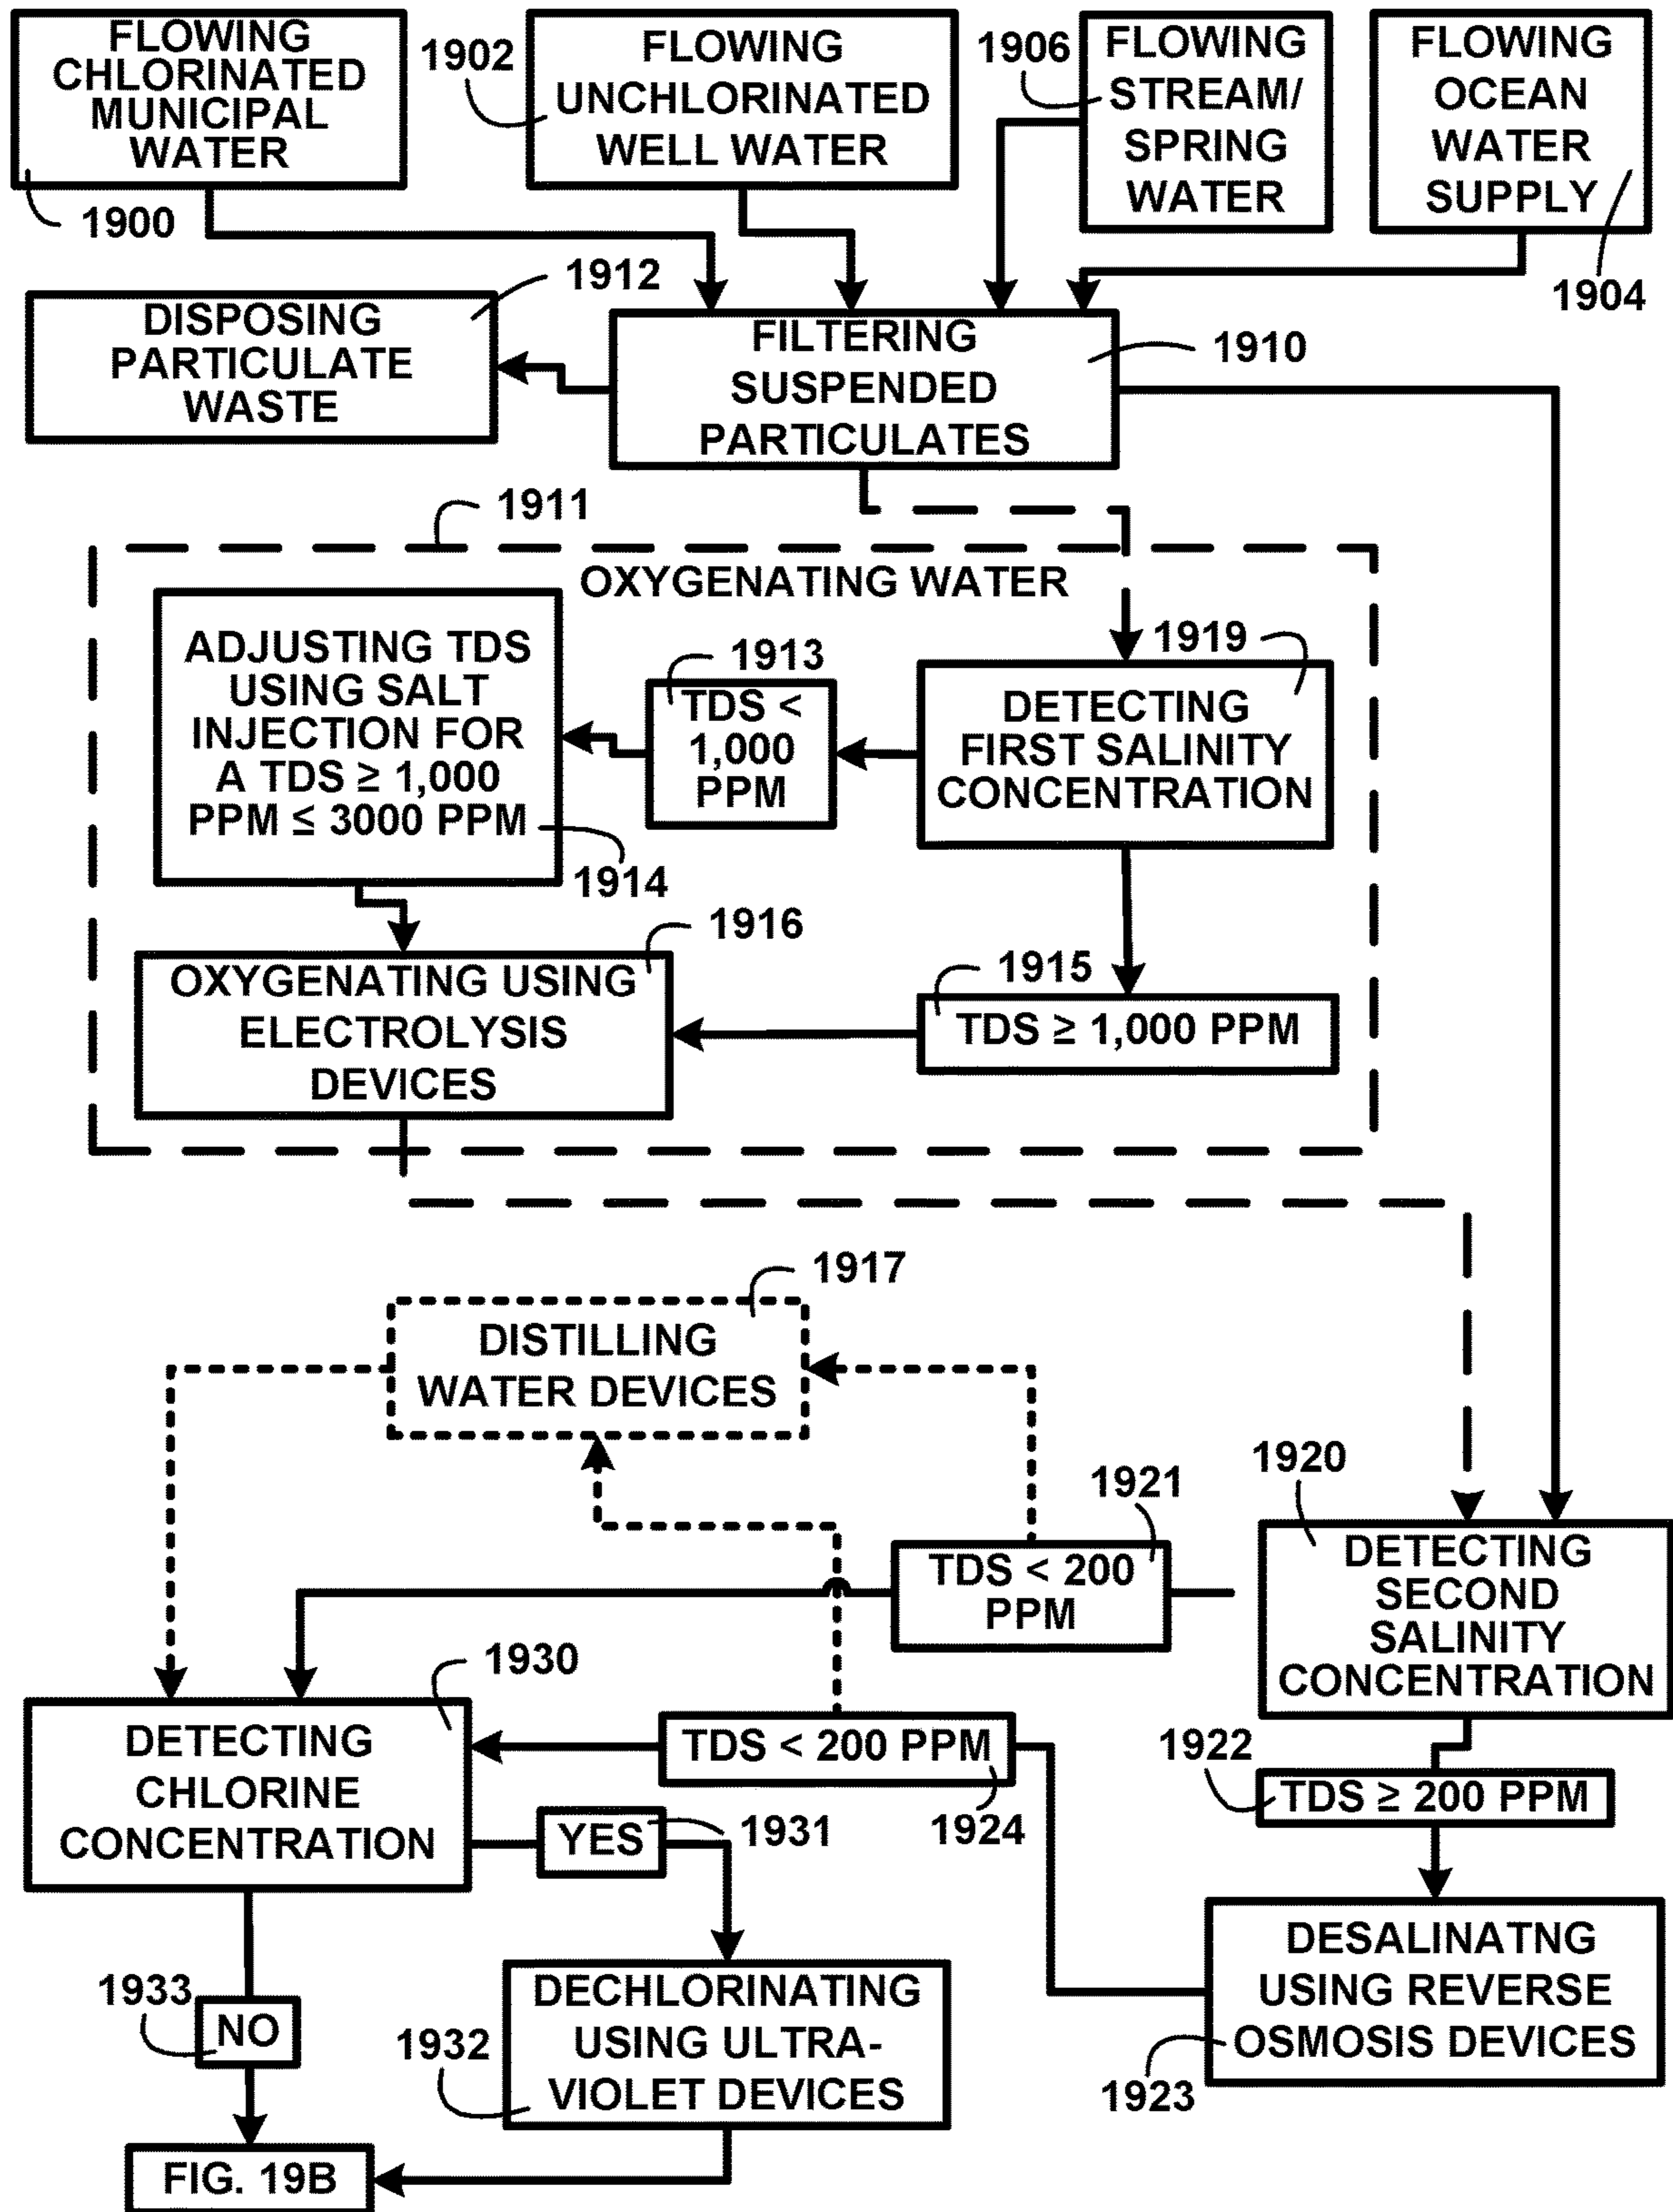 FLOWING
CHLORINATED
MUNICIPAL
WATER
1900
1902
FLOWING
UNCHLORINATED
WELL WATER
1906
FLOWING
STREAM/
SPRING
WATER
FLOWING
OCEAN
WATER
SUPPLY
1904
1912
DISPOSING
PARTICULATE
WASTE
FILTERING
SUSPENDED
PARTICULATES
1910
1911
OXYGENATING WATER
ADJUSTING TDS
USING SALT
INJECTION FOR
A TDS ≥ 1,000
PPM ≤ 3000 PPM
1914
1913
TDS <
1,000
PPM
1919
DETECTING
FIRST SALINITY
CONCENTRATION
1916
OXYGENATING USING
ELECTROLYSIS
DEVICES
1915
TDS ≥ 1,000 PPM
1917
DISTILLING
WATER DEVICES
1921
TDS < 200
PPM
1920
DETECTING
SECOND
SALINITY
CONCENTRATION
1930
DETECTING
CHLORINE
CONCENTRATION
TDS < 200 PPM
1924
1922
TDS ≥ 200 PPM
YES
1931
DESALINATNG
USING REVERSE
OSMOSIS DEVICES
1923
1933
NO
1932
DECHLORINATING
USING ULTRA-
VIOLET DEVICES
FIG. 19B